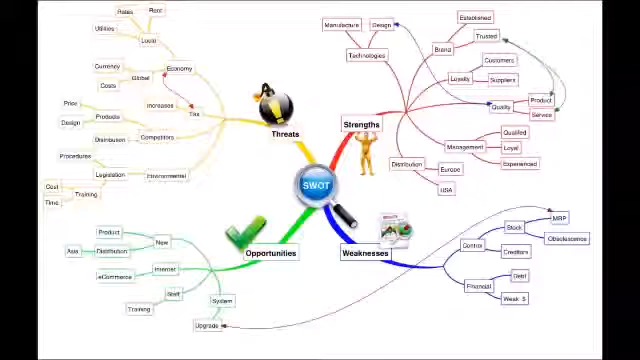 Rates
Rent
Utilities
Local
Currency
Global
Economy
Costs
Increases
Tax
Price
Products
Design
Distribution
Competitors
Procedures
Legislation
Environmental
Cost
Training
Time
Threats
Manufacture
Design
Technologies
Established
Brand
Trusted
Customers
Loyalty
Suppliers
Quality
Product
Service
Strengths
Management
Qualified
Loyal
Experienced
Distribution
Europe
USA
SWOT
Product
New
Asia
Distribution
eCommerce
Internet
Staff
Training
System
Upgrade
Opportunities
Weaknesses
Control
Stock
MRP
Obsolescence
Creditors
Financial
Debt
Weak $